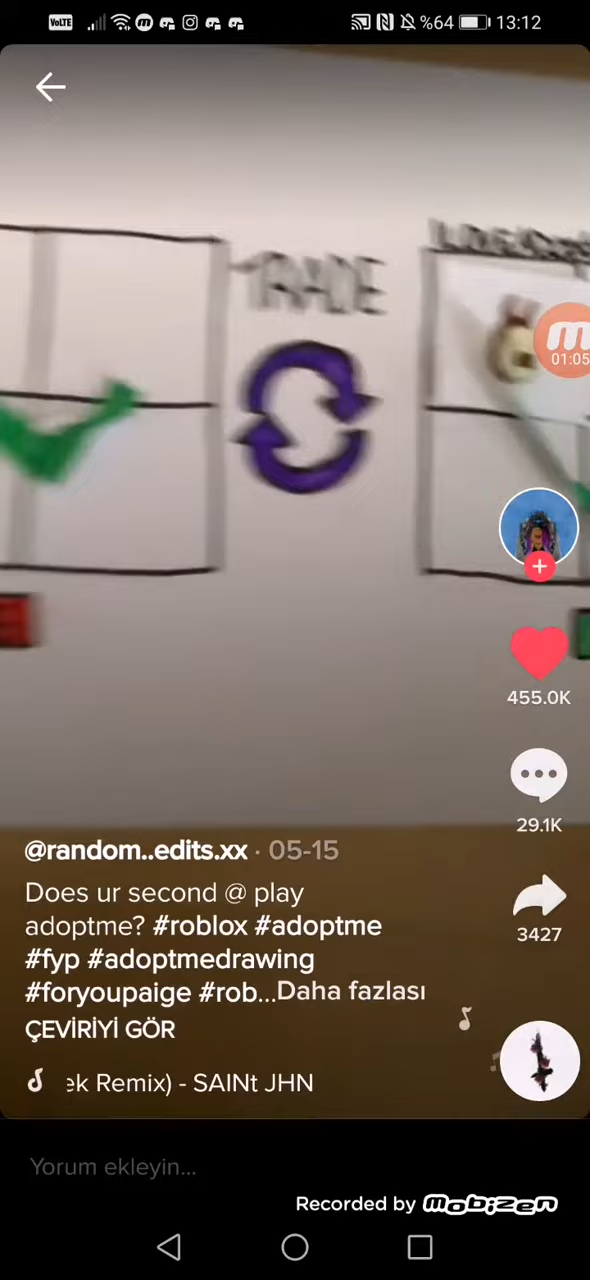 VoLTE
%64
13:12
TRADE
01:05
455.0K
29.1K
3427
@random..edits.xx · 05-15
Does ur second @ play
adoptme? #roblox #adoptme
#fyp #adoptmedrawing
#foryoupaige #rob...Daha fazlası
ÇEVİRİYİ GÖR
ek Remix) - SAINt JHN
Yorum ekleyin...
Recorded by mobizen